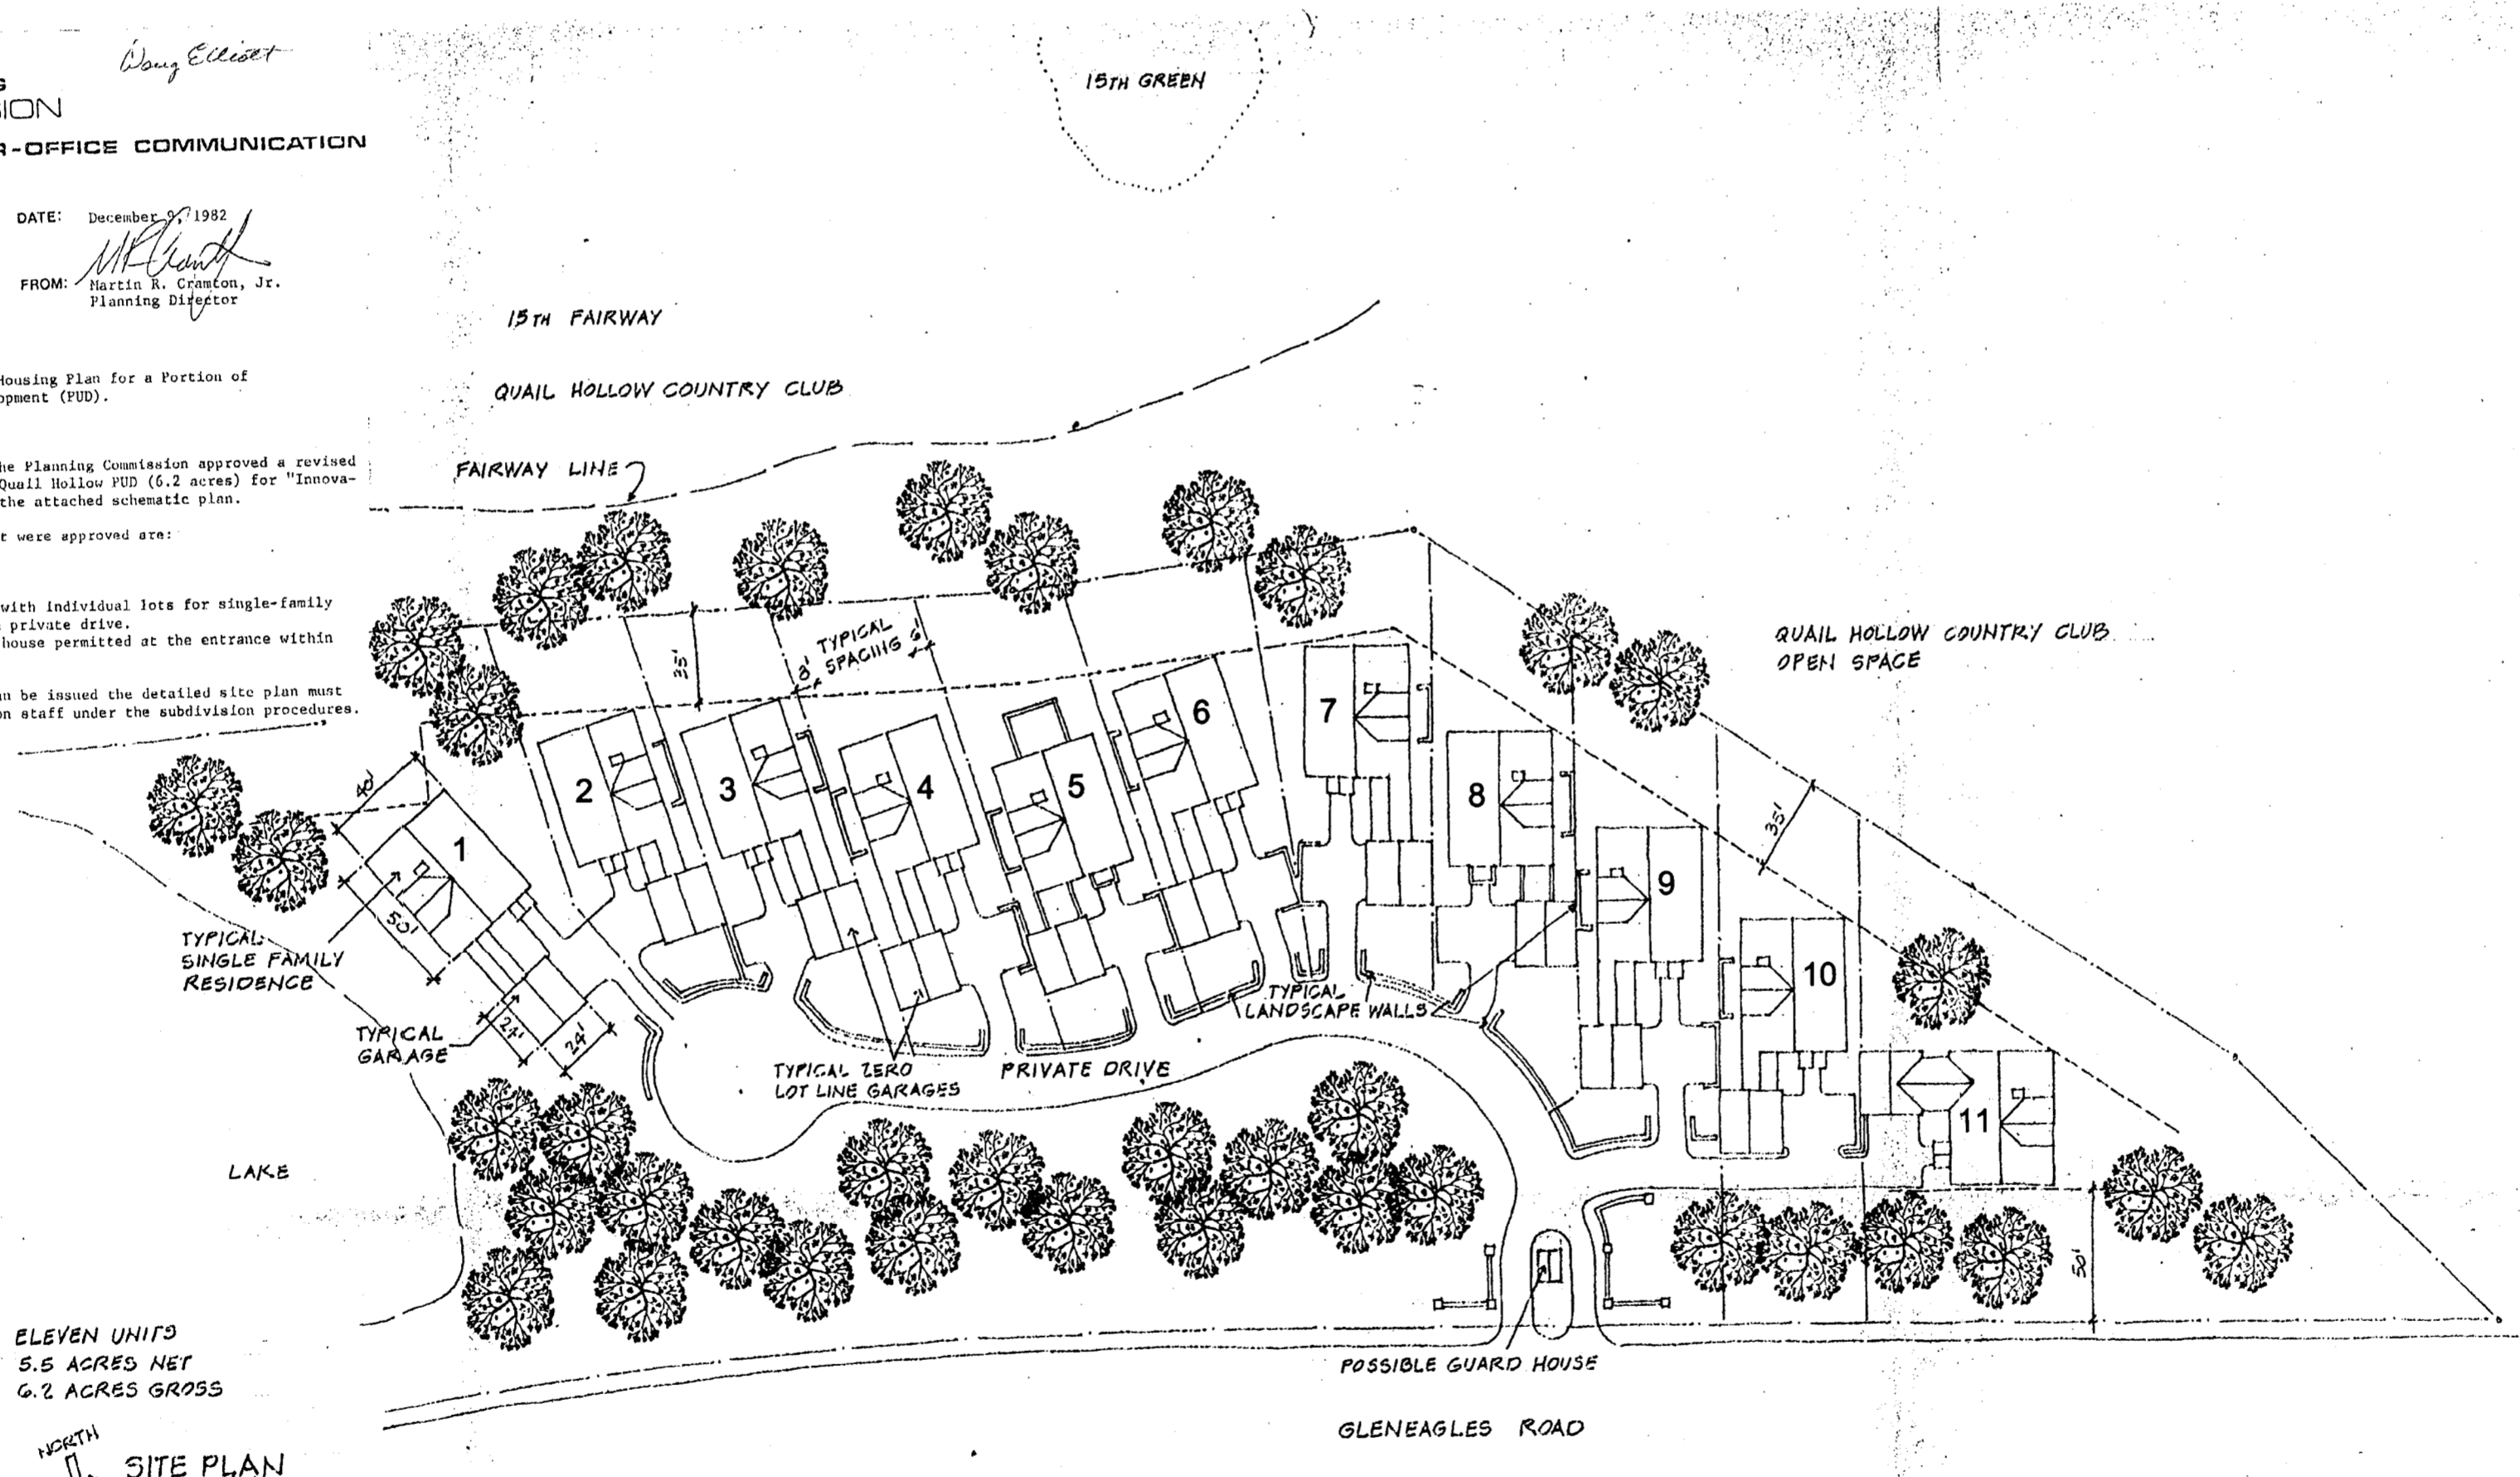 Doug Elliott
G
SION
R-OFFICE COMMUNICATION
DATE: December 9, 1982
FROM: Martin R. Cramton, Jr.
Planning Director
Housing Plan for a Portion of
opment (PUD).
he Planning Commission approved a revised
Quail Hollow PUD (6.2 acres) for "Innova-
the attached schematic plan.
t were approved are:
with individual lots for single-family
private drive.
house permitted at the entrance within
an be issued the detailed site plan must
on staff under the subdivision procedures.
15TH GREEN
15TH FAIRWAY
QUAIL HOLLOW COUNTRY CLUB
FAIRWAY LINE
QUAIL HOLLOW COUNTRY CLUB
OPEN SPACE
35'
8' TYPICAL
SPACING
40'
50'
1
2
3
4
5
6
7
8
9
10
11
35'
TYPICAL
SINGLE FAMILY
RESIDENCE
TYPICAL
GARAGE
24'
24'
TYPICAL ZERO
LOT LINE GARAGES
PRIVATE DRIVE
TYPICAL
LANDSCAPE WALLS
LAKE
50'
POSSIBLE GUARD HOUSE
GLENEAGLES ROAD
ELEVEN UNITS
5.5 ACRES NET
6.2 ACRES GROSS
NORTH
SITE PLAN